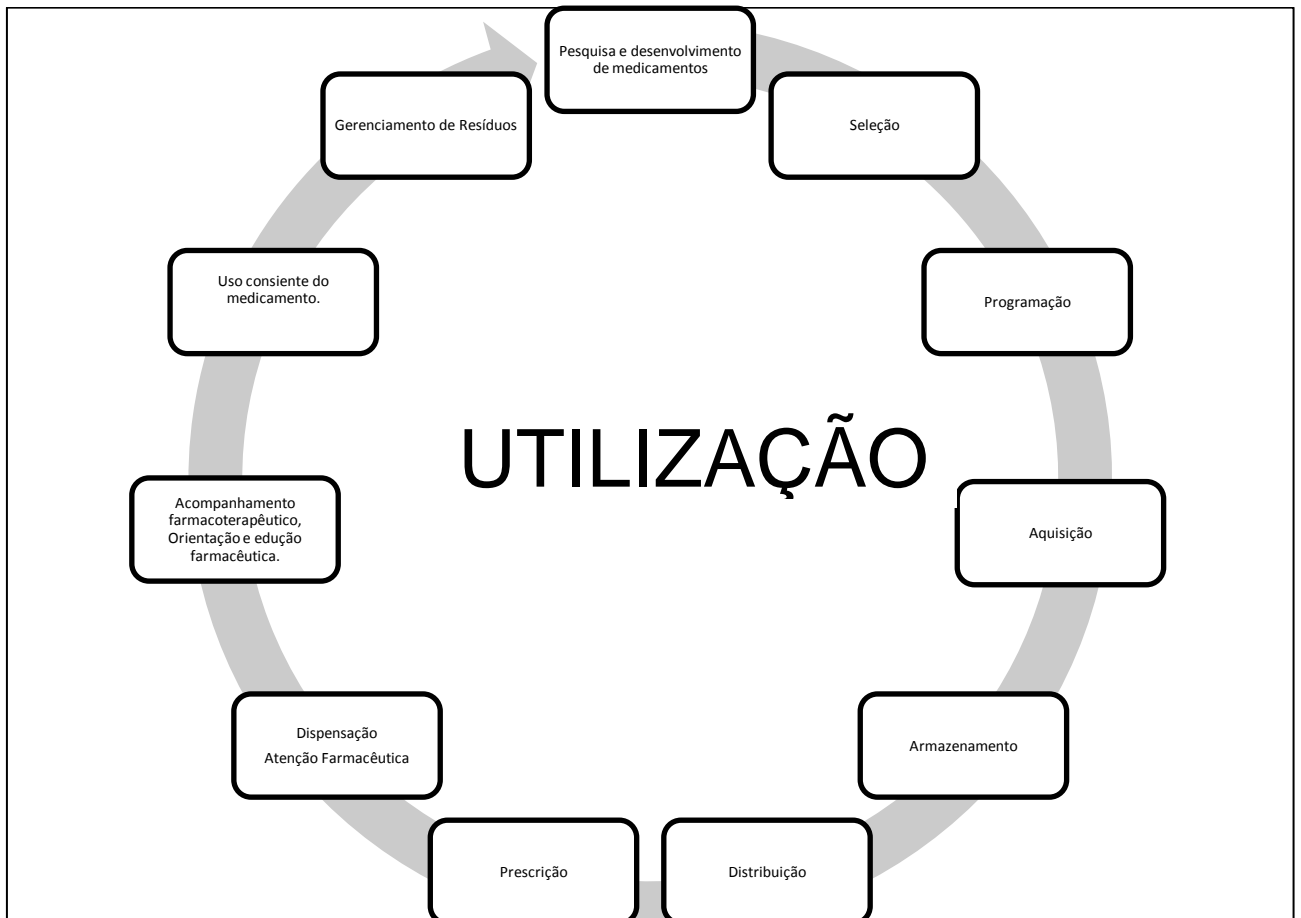 Pesquisa e desenvolvimento
de medicamentos
Seleção
Programação
Aquisição
Armazenamento
Distribuição
Prescrição
Dispensação
Atenção Farmacêutica
Acompanhamento
farmacoterapêutico,
Orientação e edução
farmacêutica.
Uso consiente do
medicamento.
Gerenciamento de Resíduos
UTILIZAÇÃO